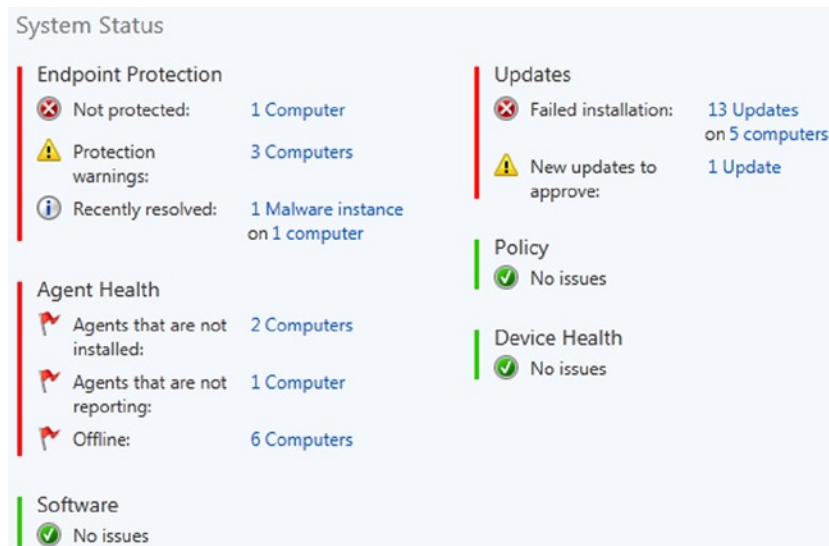 System Status
Endpoint Protection
Not protected: 1 Computer
Protection warnings: 3 Computers
Recently resolved: 1 Malware instance
on 1 computer
Agent Health
Agents that are not installed: 2 Computers
Agents that are not reporting: 1 Computer
Offline: 6 Computers
Software
No issues
Updates
Failed installation: 13 Updates
on 5 computers
New updates to approve: 1 Update
Policy
No issues
Device Health
No issues